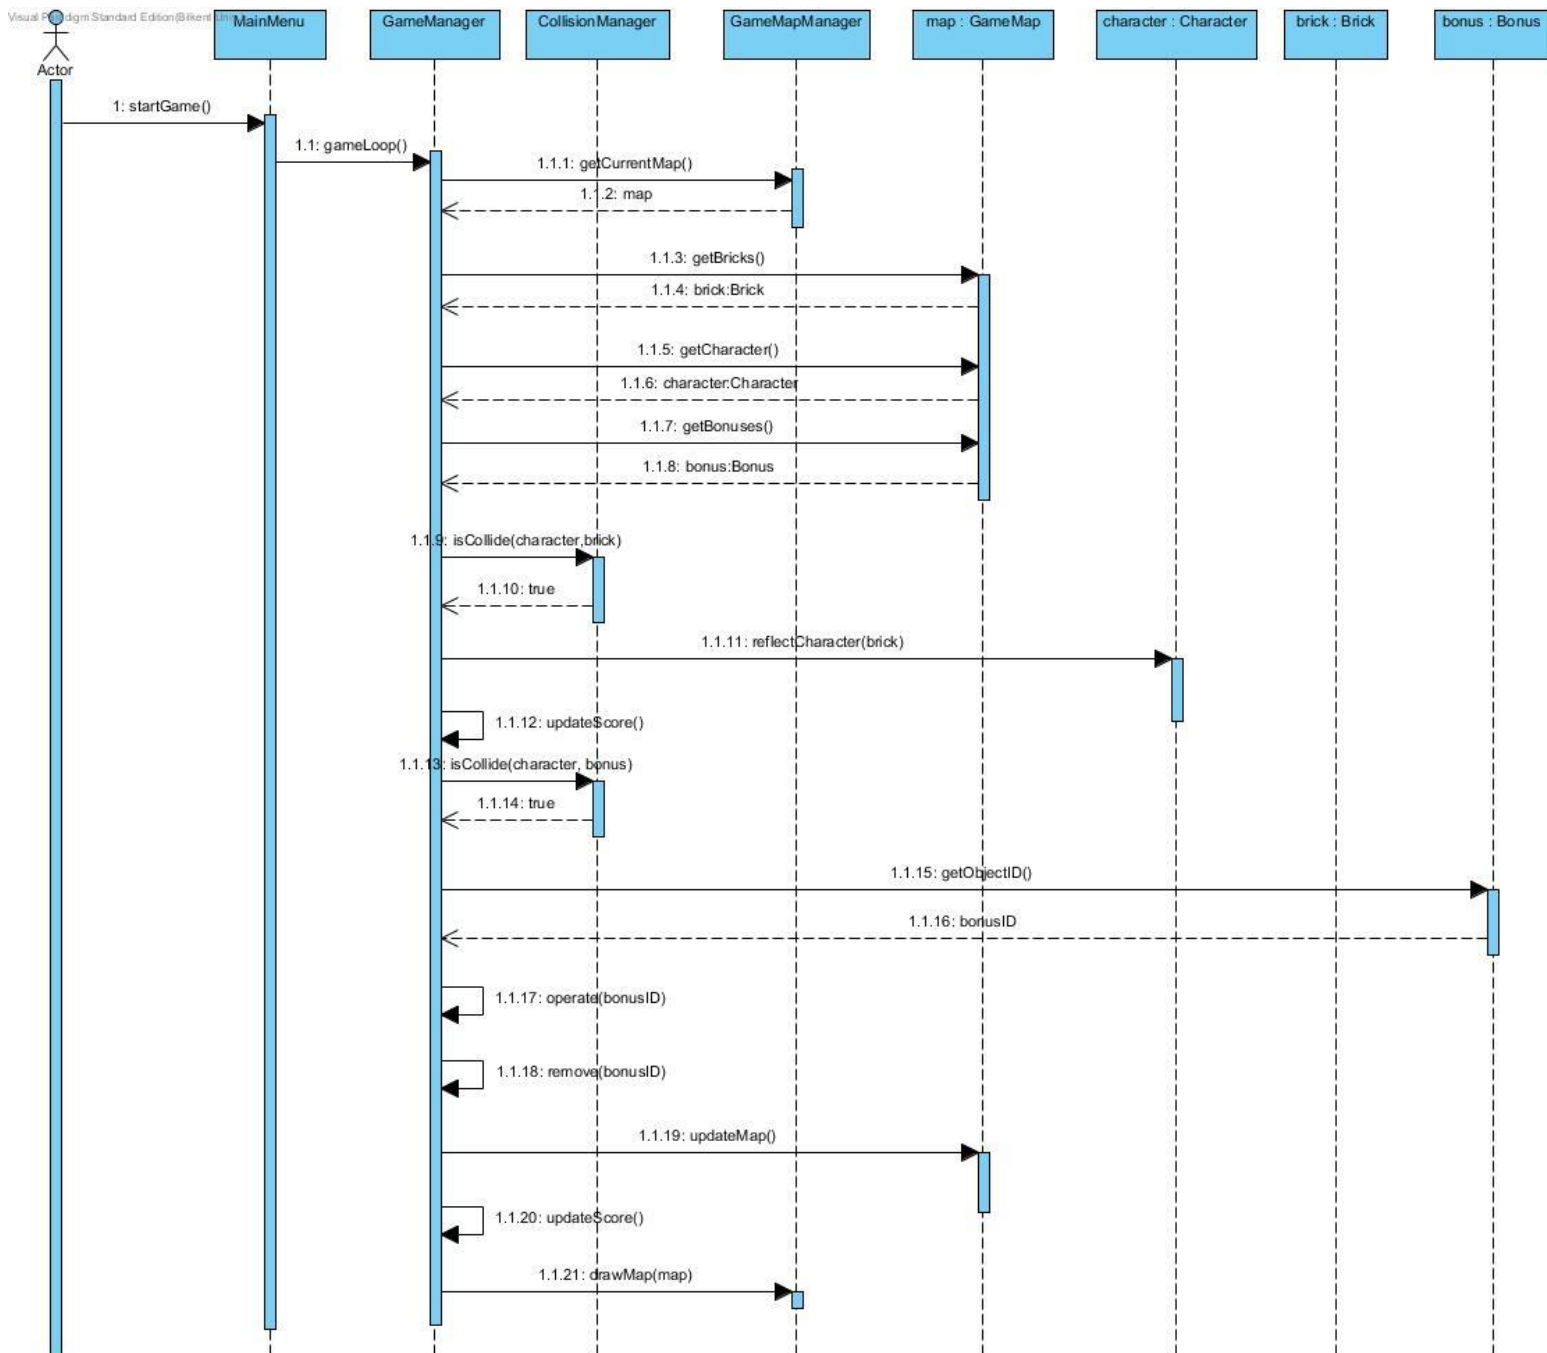 Visual Paradigm Standard Edition(Bilkent Univ.)
MainMenu
GameManager
CollisionManager
GameMapManager
map : GameMap
character : Character
brick : Brick
bonus : Bonus
Actor
1: startGame()
1.1: gameLoop()
1.1.1: getCurrentMap()
1.1.2: map
1.1.3: getBricks()
1.1.4: brick:Brick
1.1.5: getCharacter()
1.1.6: character:Character
1.1.7: getBonuses()
1.1.8: bonus:Bonus
1.1.9: isCollide(character,brick)
1.1.10: true
1.1.11: reflectCharacter(brick)
1.1.12: updateScore()
1.1.13: isCollide(character, bonus)
1.1.14: true
1.1.15: getObjectID()
1.1.16: bonusID
1.1.17: operate(bonusID)
1.1.18: remove(bonusID)
1.1.19: updateMap()
1.1.20: updateScore()
1.1.21: drawMap(map)